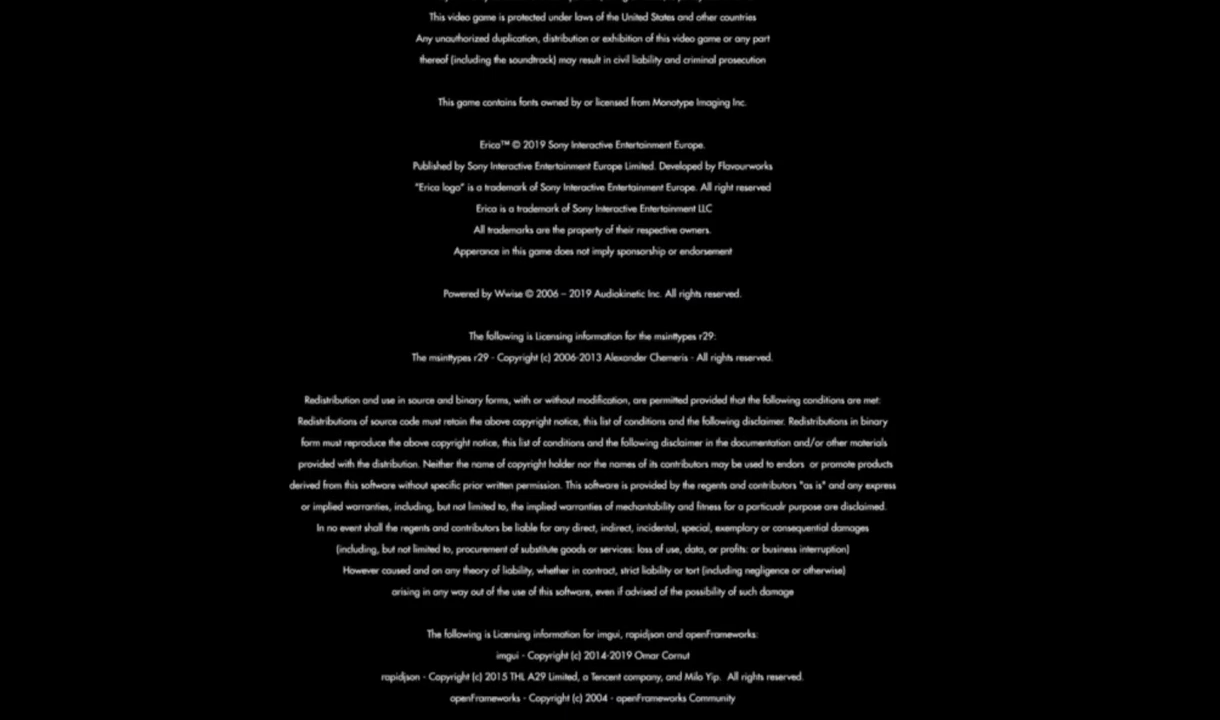 This video game is protected under laws of the United States and other countries
Any unauthorized duplication, distribution or exhibition of this video game or any part
thereof (including the soundtrack) may result in civil liability and criminal prosecution
This game contains fonts owned by or licensed from Monotype Imaging Inc.
Erica™ © 2019 Sony Interactive Entertainment Europe.
Published by Sony Interactive Entertainment Europe Limited. Developed by Flavourworks
"Erica logo" is a trademark of Sony Interactive Entertainment Europe. All right reserved
Erica is a trademark of Sony Interactive Entertainment LLC
All trademarks are the property of their respective owners.
Apperance in this game does not imply sponsorship or endorsement
Powered by Wwise © 2006 – 2019 Audiokinetic Inc. All rights reserved.
The following is Licensing information for the msinttypes r29:
The msinttypes r29 - Copyright (c) 2006-2013 Alexander Chemeris - All rights reserved.
Redistribution and use in source and binary forms, with or without modification, are permitted provided that the following conditions are met:
Redistributions of source code must retain the above copyright notice, this list of conditions and the following disclaimer. Redistributions in binary
form must reproduce the above copyright notice, this list of conditions and the following disclaimer in the documentation and/or other materials
provided with the distribution. Neither the name of copyright holder nor the names of its contributors may be used to endors or promote products
derived from this software without specific prior written permission. This software is provided by the regents and contributors "as is" and any express
or implied warranties, including, but not limited to, the implied warranties of mechantability and fitness for a particualr purpose are disclaimed.
In no event shall the regents and contributors be liable for any direct, indirect, incidental, special, exemplary or consequential damages
(including, but not limited to, procurement of substitute goods or services: loss of use, data, or profits: or business interruption)
However caused and on any theory of liability, whether in contract, strict liability or tort (including negligence or otherwise)
arising in any way out of the use of this software, even if advised of the possibility of such damage
The following is Licensing information for imgui, rapidjson and openFrameworks:
imgui - Copyright (c) 2014-2019 Omar Cornut
rapidjson - Copyright (c) 2015 THL A29 Limited, a Tencent company, and Milo Yip. All rights reserved.
openFrameworks - Copyright (c) 2004 - openFrameworks Community